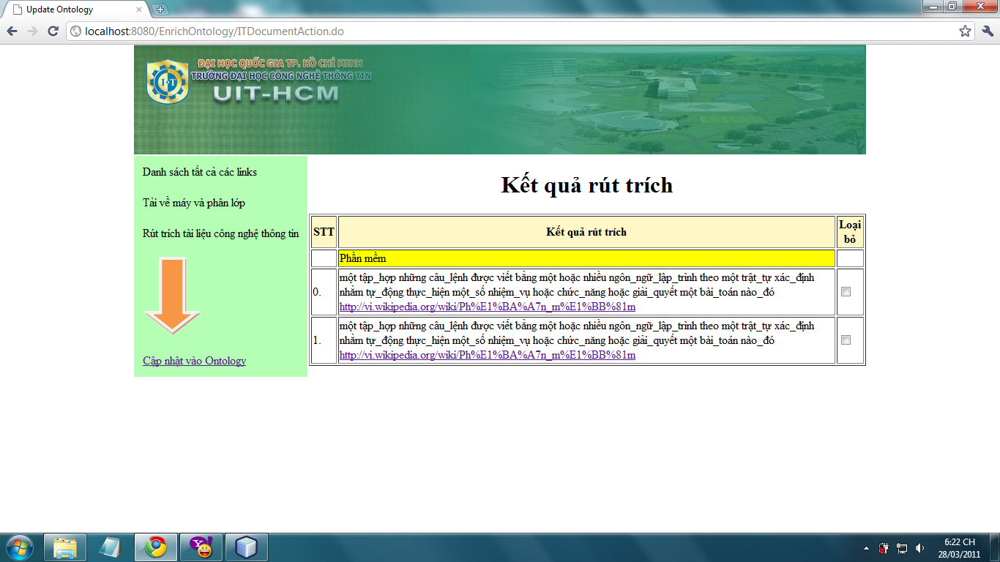 Update Ontology
localhost:8080/EnrichOntology/ITDocumentAction.do
ĐẠI HỌC QUỐC GIA TP. HỒ CHÍ MINH
TRƯỜNG ĐẠI HỌC CÔNG NGHỆ THÔNG TIN
UIT-HCM
Danh sách tất cả các links
Tải về máy và phân lớp
Rút trích tài liệu công nghệ thông tin
Cập nhật vào Ontology
Kết quả rút trích
STT Kết quả rút trích Loại
bỏ
Phần mềm
một tập_hợp những câu_lệnh được viết bằng một hoặc nhiều ngôn_ngữ_lập_trình theo một trật_tự xác_định
0. nhằm tự_động thực_hiện một_số nhiệm_vụ hoặc chức_năng hoặc giải_quyết một bài_toán nào_đó
http://vi.wikipedia.org/wiki/Ph%E1%BA%A7n_m%E1%BB%81m
một tập_hợp những câu_lệnh được viết bằng một hoặc nhiều ngôn_ngữ_lập_trình theo một trật_tự xác_định
1. nhằm tự_động thực_hiện một_số nhiệm_vụ hoặc chức_năng hoặc giải_quyết một bài_toán nào_đó
http://vi.wikipedia.org/wiki/Ph%E1%BA%A7n_m%E1%BB%81m
6:22 CH
28/03/2011